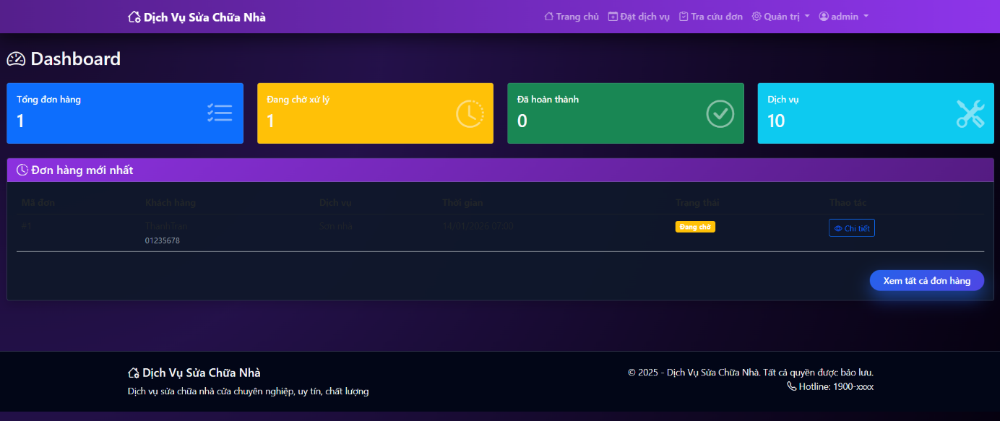 Dịch Vụ Sửa Chữa Nhà Trang chủ Đặt dịch vụ Tra cứu đơn Quản trị admin
Dashboard
Tổng đơn hàng
1
Đang chờ xử lý
1
Đã hoàn thành
0
Dịch vụ
10
Đơn hàng mới nhất
Mã đơn Khách hàng Dịch vụ Thời gian Trạng thái Thao tác
#1 ThanhTran Sơn nhà 14/01/2026 07:00 Đang chờ Chi tiết
01235678
Xem tất cả đơn hàng
Dịch Vụ Sửa Chữa Nhà
Dịch vụ sửa chữa nhà cửa chuyên nghiệp, uy tín, chất lượng
© 2025 - Dịch Vụ Sửa Chữa Nhà. Tất cả quyền được bảo lưu.
Hotline: 1900-xxxx